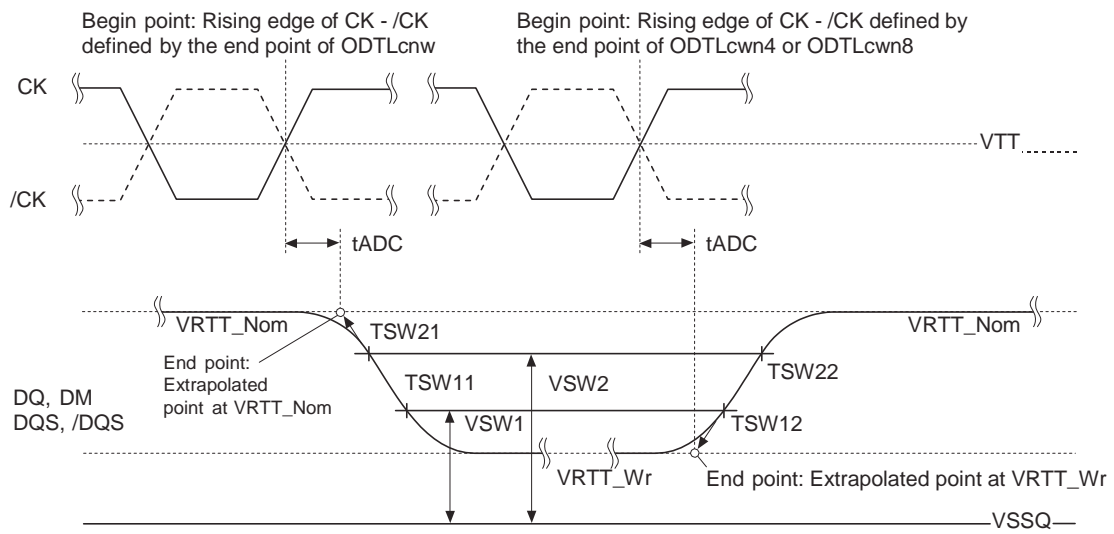 Begin point: Rising edge of CK - /CK
defined by the end point of ODTLcnw
Begin point: Rising edge of CK - /CK defined by
the end point of ODTLcwn4 or ODTLcwn8
CK
VTT
/CK
tADC
tADC
VRTT_Nom
TSW21
VRTT_Nom
End point:
Extrapolated
point at VRTT_Nom
TSW11
VSW2
TSW22
DQ, DM
DQS, /DQS
VSW1
TSW12
VRTT_Wr
End point: Extrapolated point at VRTT_Wr
VSSQ